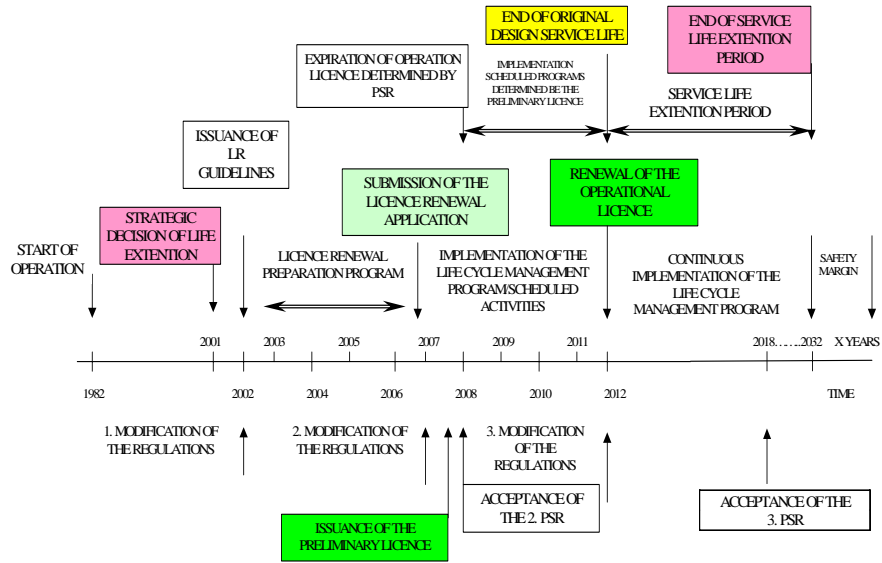 END OF ORIGINAL
DESIGN SERVICE LIFE
END OF SERVICE
LIFE EXTENTION
PERIOD
EXPIRATION OF OPERATION
LICENCE DETERMINED BY
PSR
IMPLEMENTATION
SCHEDULED PROGRAMS
DETERMINED BE THE
PRELIMINARY LICENCE
SERVICE LIFE
EXTENTION PERIOD
ISSUANCE OF
LR
GUIDELINES
SUBMISSION OF THE
LICENCE RENEWAL
APPLICATION
RENEWAL OF THE
OPERATIONAL
LICENCE
STRATEGIC
DECISION OF LIFE
EXTENTION
START OF
OPERATION
LICENCE RENEWAL
PREPARATION PROGRAM
IMPLEMENTATION OF THE
LIFE CYCLE MANAGEMENT
PROGRAM/SCHEDULED
ACTIVITIES
CONTINUOUS
IMPLEMENTATION OF THE
LIFE CYCLE
MANAGEMENT PROGRAM
SAFETY
MARGIN
2001 2003 2005 2007 2009 2011 2018........2032 X YEARS
1982 2002 2004 2006 2008 2010 2012 TIME
1. MODIFICATION OF
THE REGULATIONS
2. MODIFICATION OF
THE REGULATIONS
3. MODIFICATION
OF THE
REGULATIONS
ACCEPTANCE OF
THE 2. PSR
ACCEPTANCE OF THE
3. PSR
ISSUANCE OF THE
PRELIMINARY LICENCE